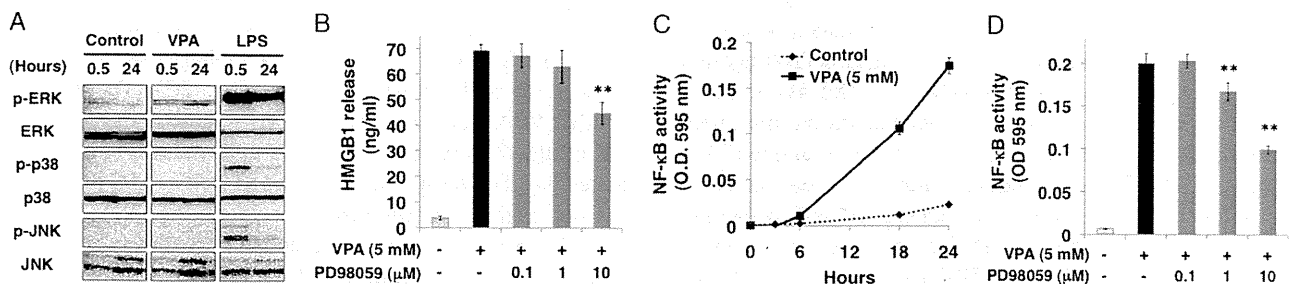 A
Control VPA LPS
(Hours) 0.5 24 0.5 24 0.5 24
p-ERK
ERK
p-p38
p38
p-JNK
JNK
B
HMGB1 release
(ng/ml)
70
60
50
40
30
20
10
0
**
VPA (5 mM) - + + + +
PD98059 (μM) - - 0.1 1 10
C
NF-κB activity
(O.D. 595 nm)
0.2
0.15
0.1
0.05
0
Control
VPA (5 mM)
0 6 12 18 24
Hours
D
NF-κB activity
(OD 595 nm)
0.2
0.15
0.10
0.05
0
**
**
VPA (5 mM) - + + + +
PD98059 (μM) - - 0.1 1 10